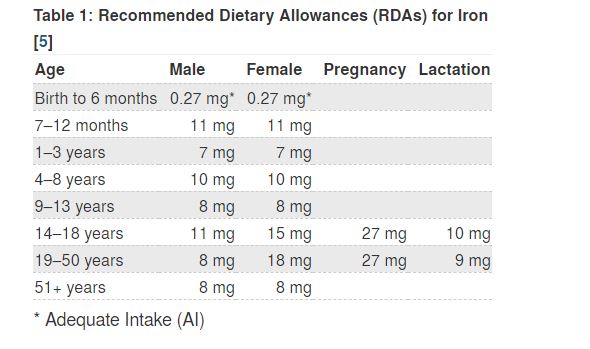 Table 1: Recommended Dietary Allowances (RDAs) for Iron
[5]
Age Male Female Pregnancy Lactation
Birth to 6 months 0.27 mg* 0.27 mg*
7–12 months 11 mg 11 mg
1–3 years 7 mg 7 mg
4–8 years 10 mg 10 mg
9–13 years 8 mg 8 mg
14–18 years 11 mg 15 mg 27 mg 10 mg
19–50 years 8 mg 18 mg 27 mg 9 mg
51+ years 8 mg 8 mg
* Adequate Intake (AI)